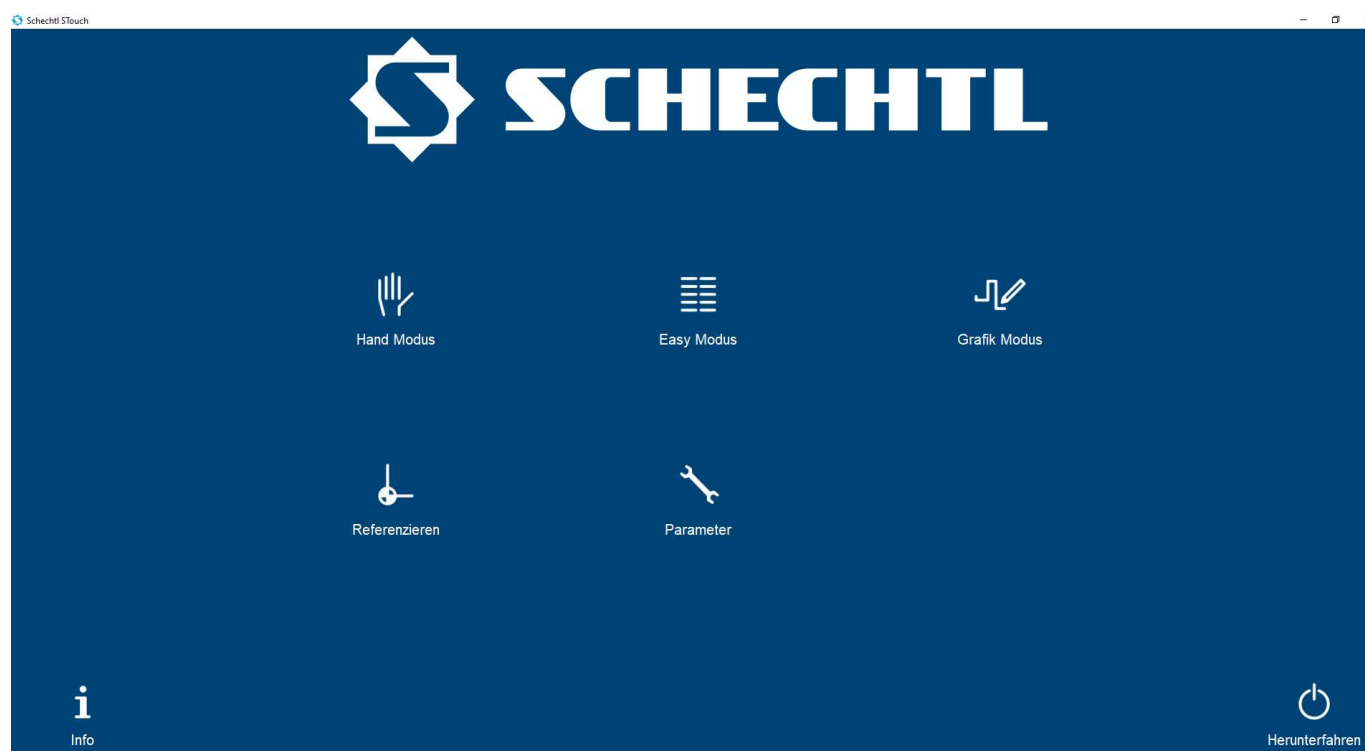 Schechtl STouch
SCHECHTL
Hand Modus
Easy Modus
Grafik Modus
Referenzieren
Parameter
Info
Herunterfahren